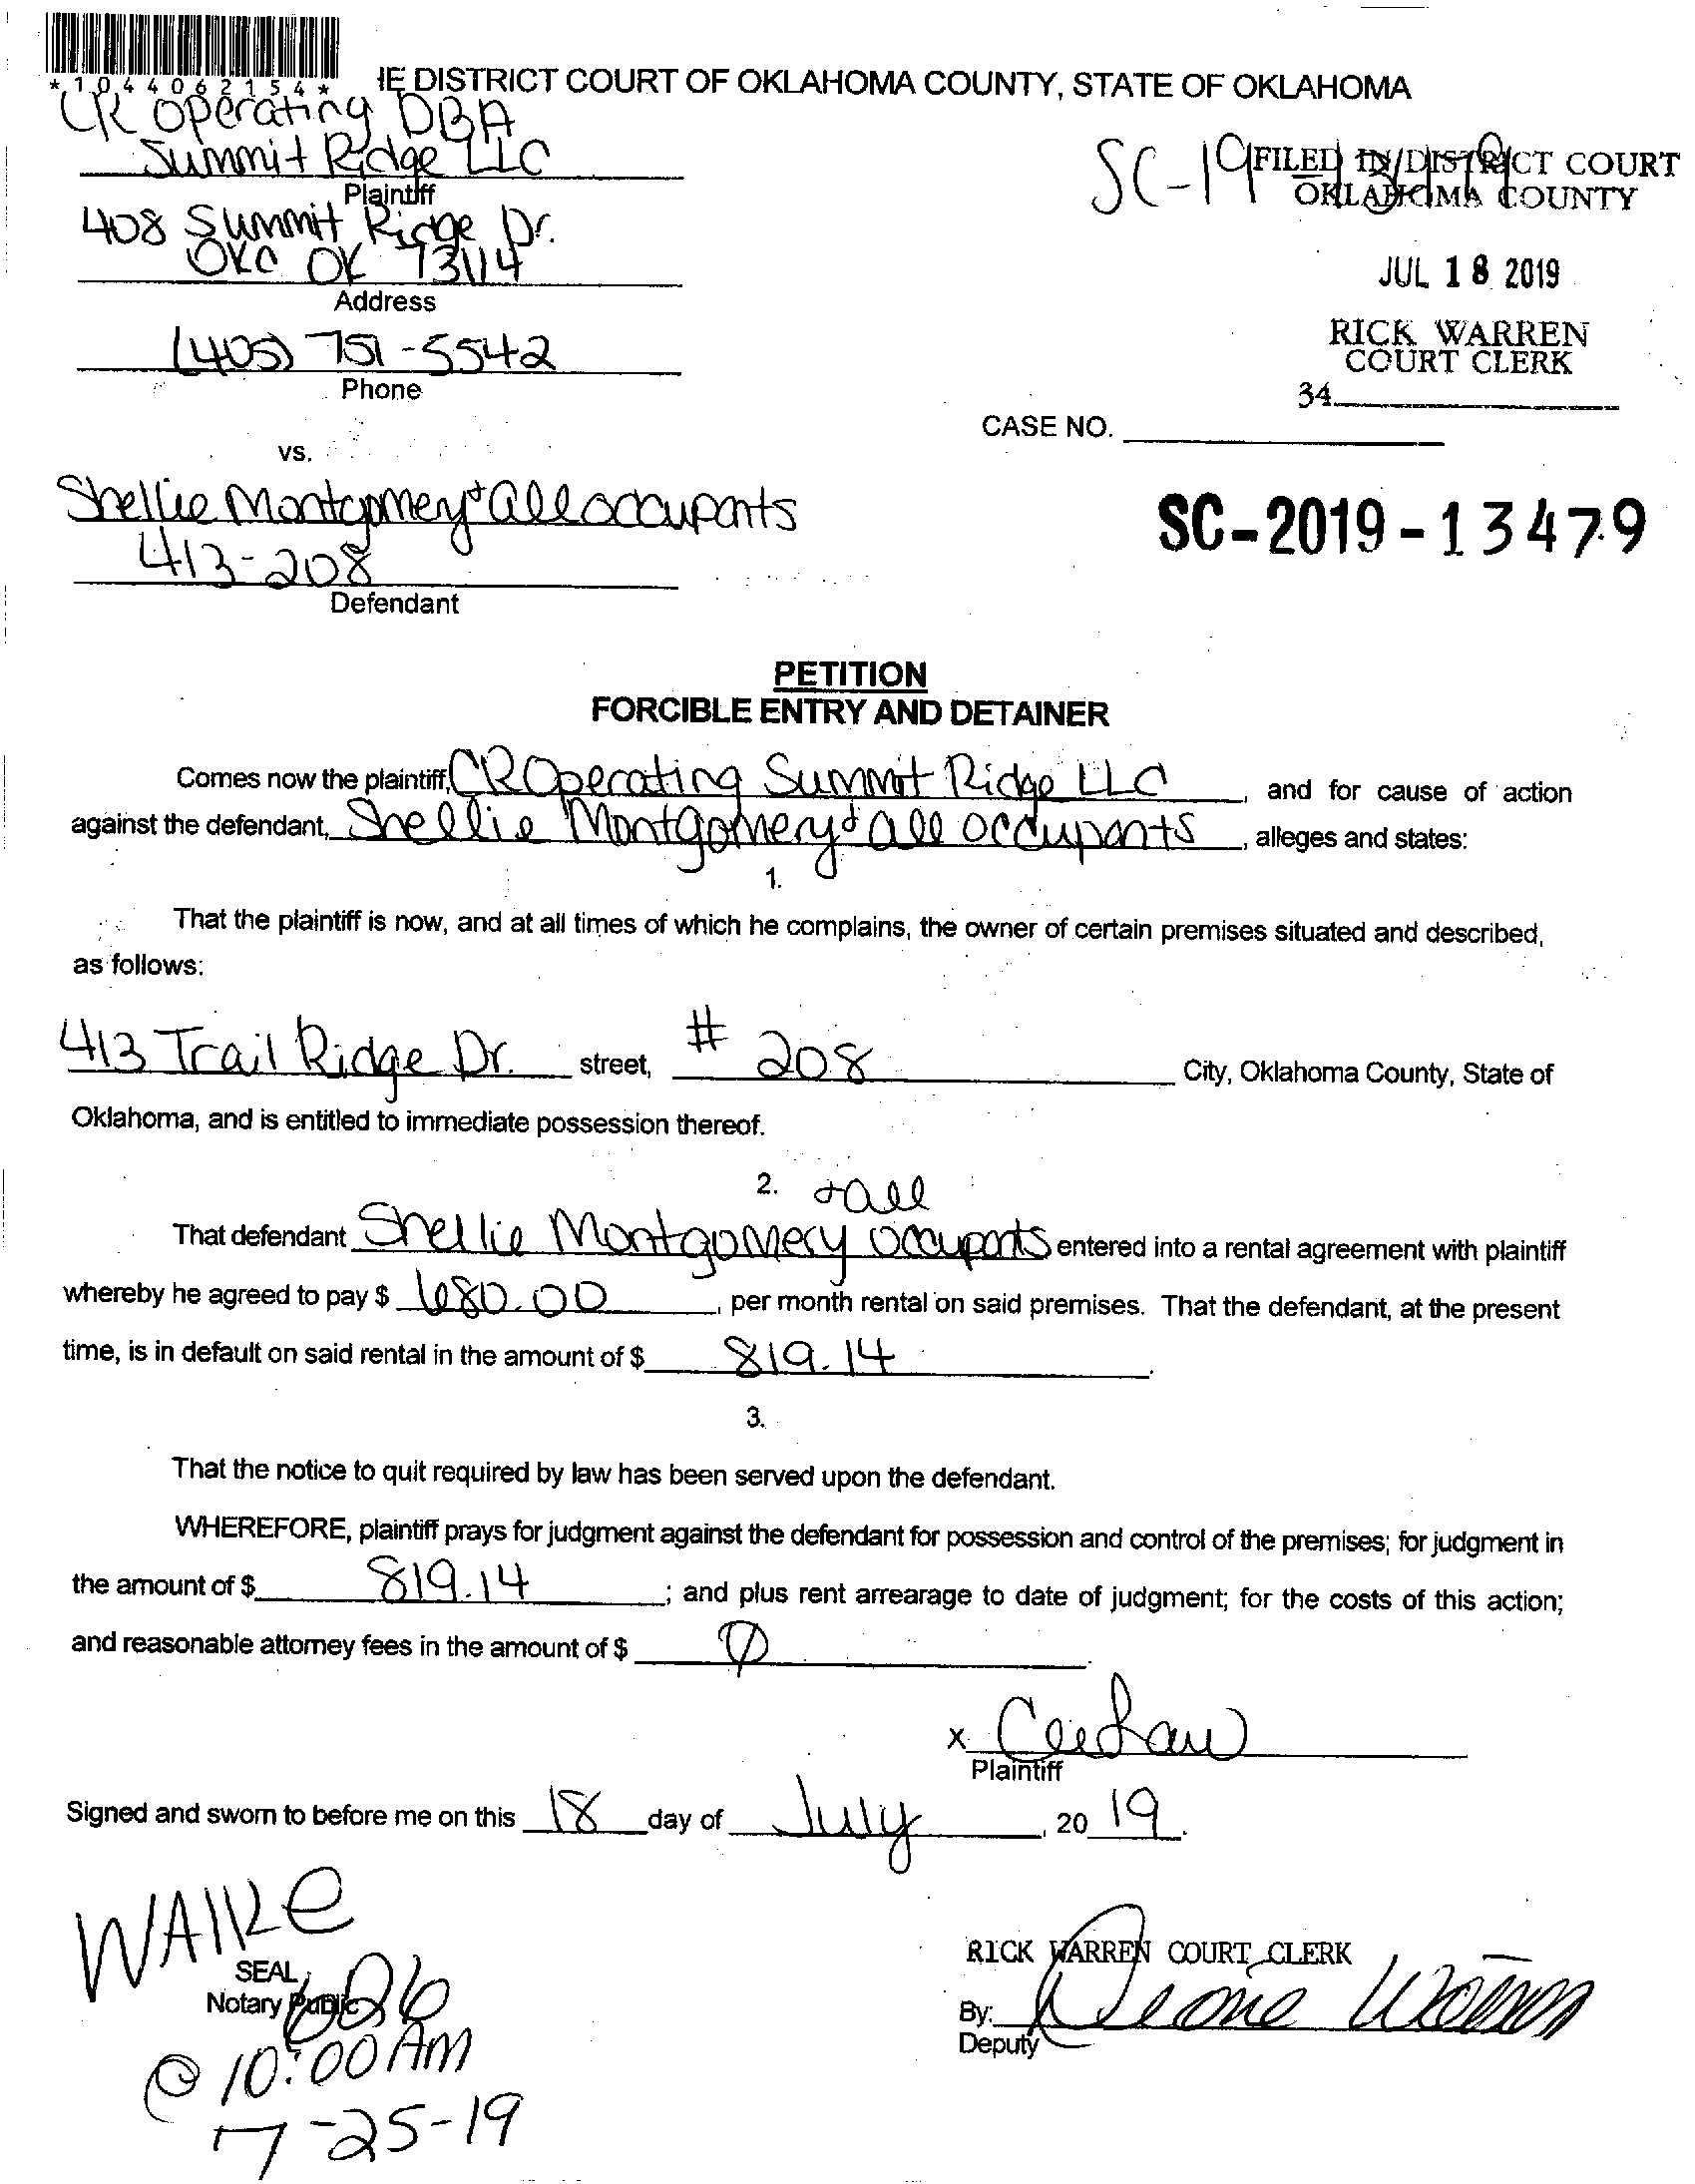 *1044062154*
IE DISTRICT COURT OF OKLAHOMA COUNTY, STATE OF OKLAHOMA
CR Operating DBA
Summit Ridge LLC
Plaintiff
SC-19-13479
FILED IN DISTRICT COURT
OKLAHOMA COUNTY
408 Summit Ridge Dr.
OKC OK 73114
Address
JUL 18 2019
(405) 751-5542
Phone
RICK WARREN
COURT CLERK
34
CASE NO.
vs.
Shellie Montgomery + all occupants
413-208
Defendant
SC-2019-13479
PETITION
FORCIBLE ENTRY AND DETAINER
Comes now the plaintiff, CR Operating Summit Ridge LLC, and for cause of action
against the defendant, Shellie Montgomery + all occupants, alleges and states:
1.
That the plaintiff is now, and at all times of which he complains, the owner of certain premises situated and described,
as follows:
413 Trail Ridge Dr. street, # 208 City, Oklahoma County, State of
Oklahoma, and is entitled to immediate possession thereof.
2.
That defendant Shellie Montgomery + all occupants entered into a rental agreement with plaintiff
whereby he agreed to pay $ 680.00, per month rental on said premises. That the defendant, at the present
time, is in default on said rental in the amount of $ 819.14.
3.
That the notice to quit required by law has been served upon the defendant.
WHEREFORE, plaintiff prays for judgment against the defendant for possession and control of the premises; for judgment in
the amount of $ 819.14; and plus rent arrearage to date of judgment; for the costs of this action;
and reasonable attorney fees in the amount of $ 0.
x
Plaintiff
Signed and sworn to before me on this 18 day of July, 20 19.
SEAL
Notary Public
RICK WARREN COURT CLERK
By:
Deputy
@ 10:00 AM
7-25-19